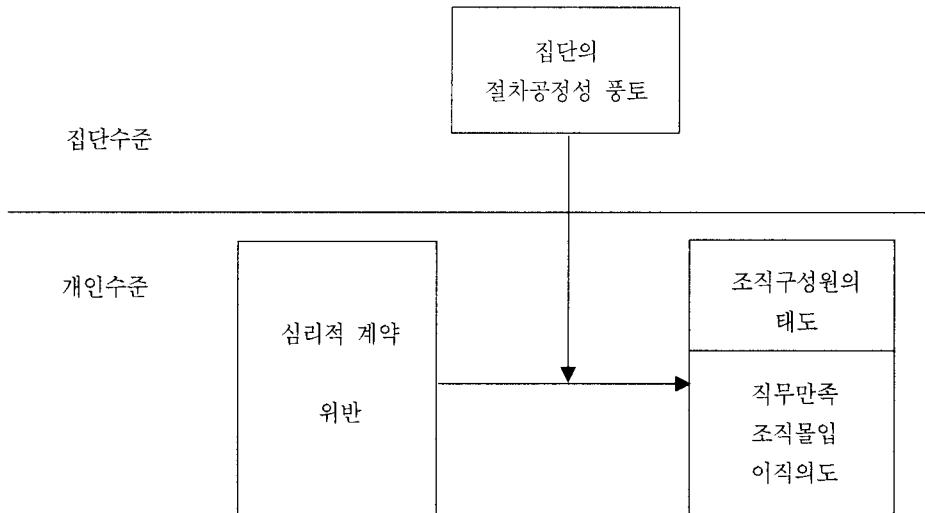 집단의
절차공정성 풍토
집단수준
개인수준
심리적 계약
위반
조직구성원의
태도
직무만족
조직몰입
이직의도